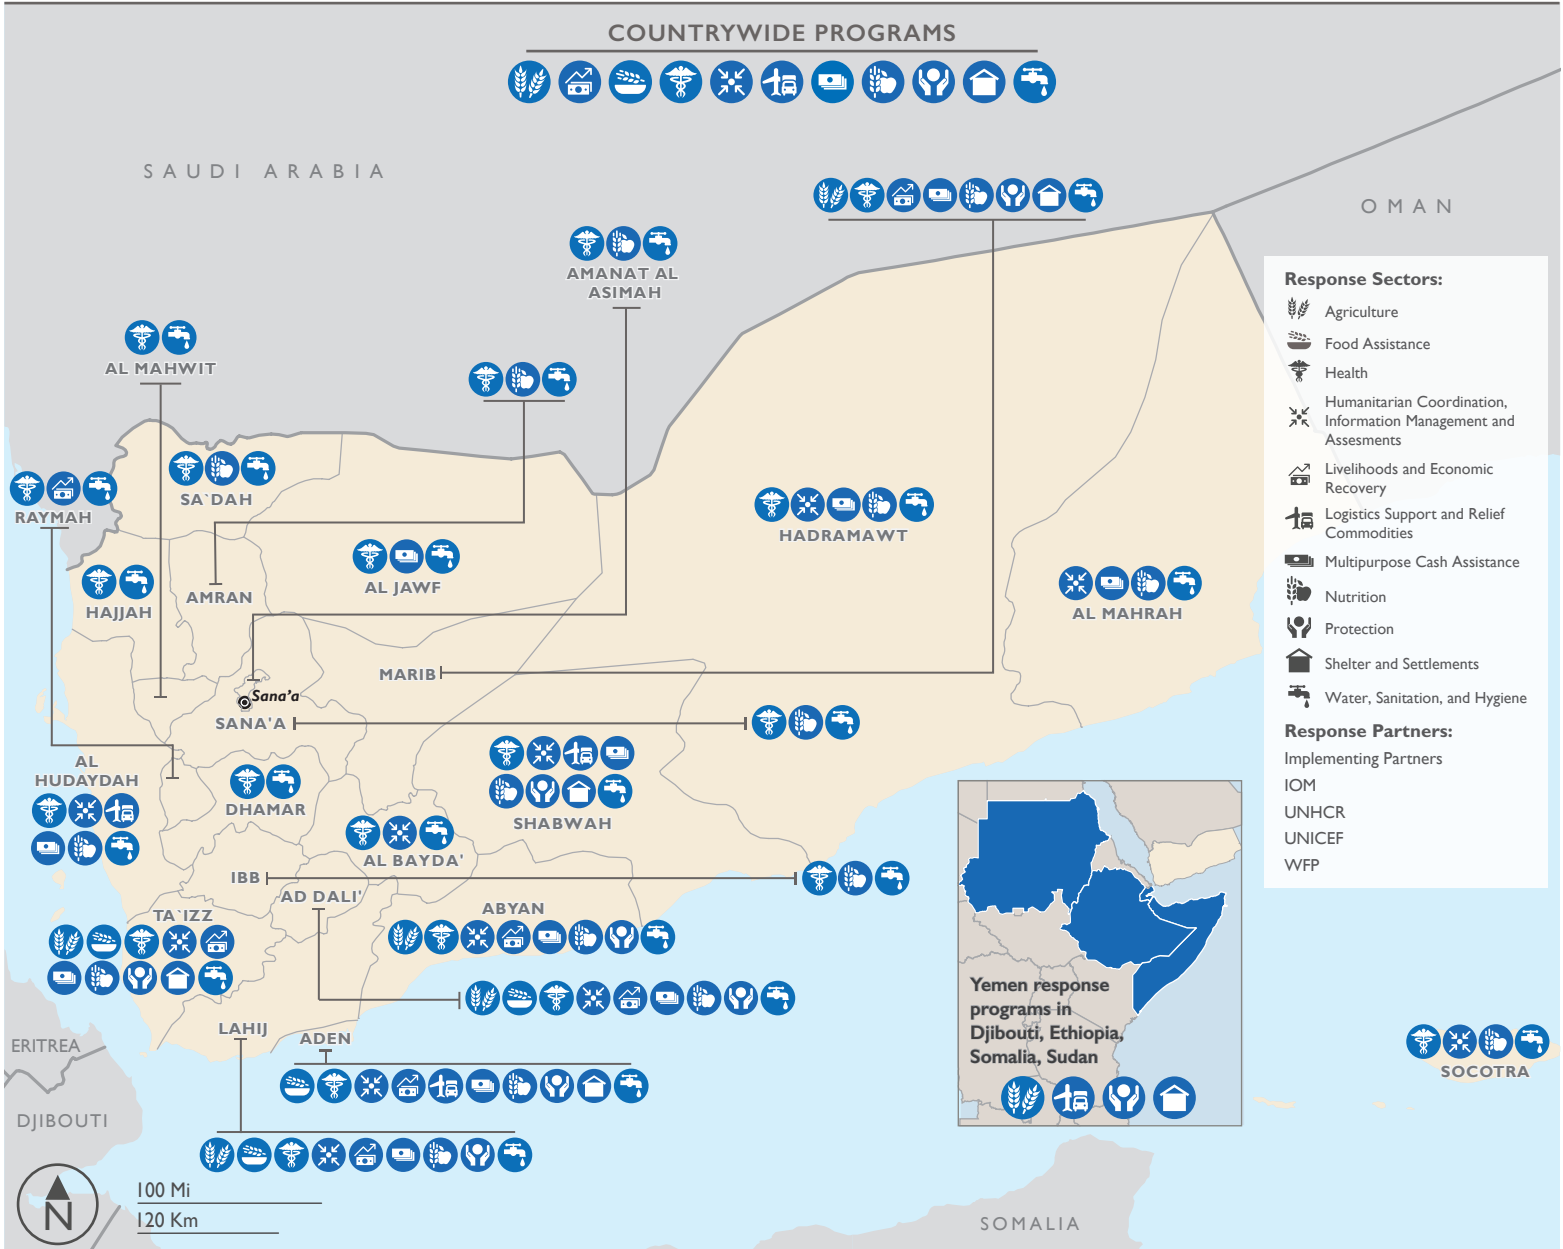 COUNTRYWIDE PROGRAMS
SAUDI ARABIA
OMAN
AMANAT AL
ASIMAH
AL MAHWIT
SA`DAH
RAYMAH
HADRAMAWT
AL JAWF
HAJJAH
AMRAN
AL MAHRAH
MARIB
Sana'a
SANA'A
AL
HUDAYDAH
DHAMAR
SHABWAH
AL BAYDA'
IBB
AD DALI'
ABYAN
TA`IZZ
LAHIJ
ADEN
ERITREA
DJIBOUTI
SOCOTRA
SOMALIA
Response Sectors:
Agriculture
Food Assistance
Health
Humanitarian Coordination,
Information Management and
Assesments
Livelihoods and Economic
Recovery
Logistics Support and Relief
Commodities
Multipurpose Cash Assistance
Nutrition
Protection
Shelter and Settlements
Water, Sanitation, and Hygiene
Response Partners:
Implementing Partners
IOM
UNHCR
UNICEF
WFP
Yemen response
programs in
Djibouti, Ethiopia,
Somalia, Sudan
N
100 Mi
120 Km